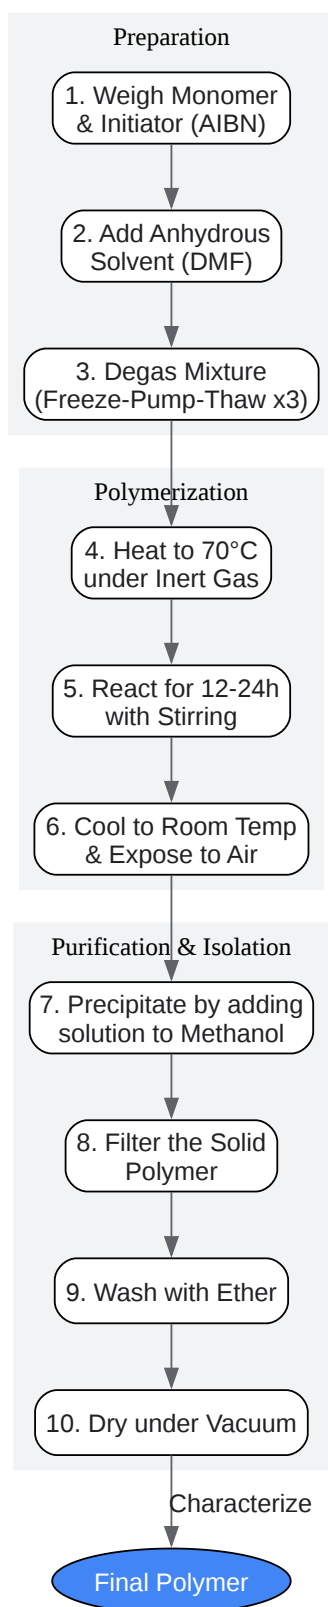 Preparation
1. Weigh Monomer
& Initiator (AIBN)
2. Add Anhydrous
Solvent (DMF)
3. Degas Mixture
(Freeze-Pump-Thaw x3)
Polymerization
4. Heat to 70°C
under Inert Gas
5. React for 12-24h
with Stirring
6. Cool to Room Temp
& Expose to Air
Purification & Isolation
7. Precipitate by adding
solution to Methanol
8. Filter the Solid
Polymer
9. Wash with Ether
10. Dry under Vacuum
Characterize
Final Polymer